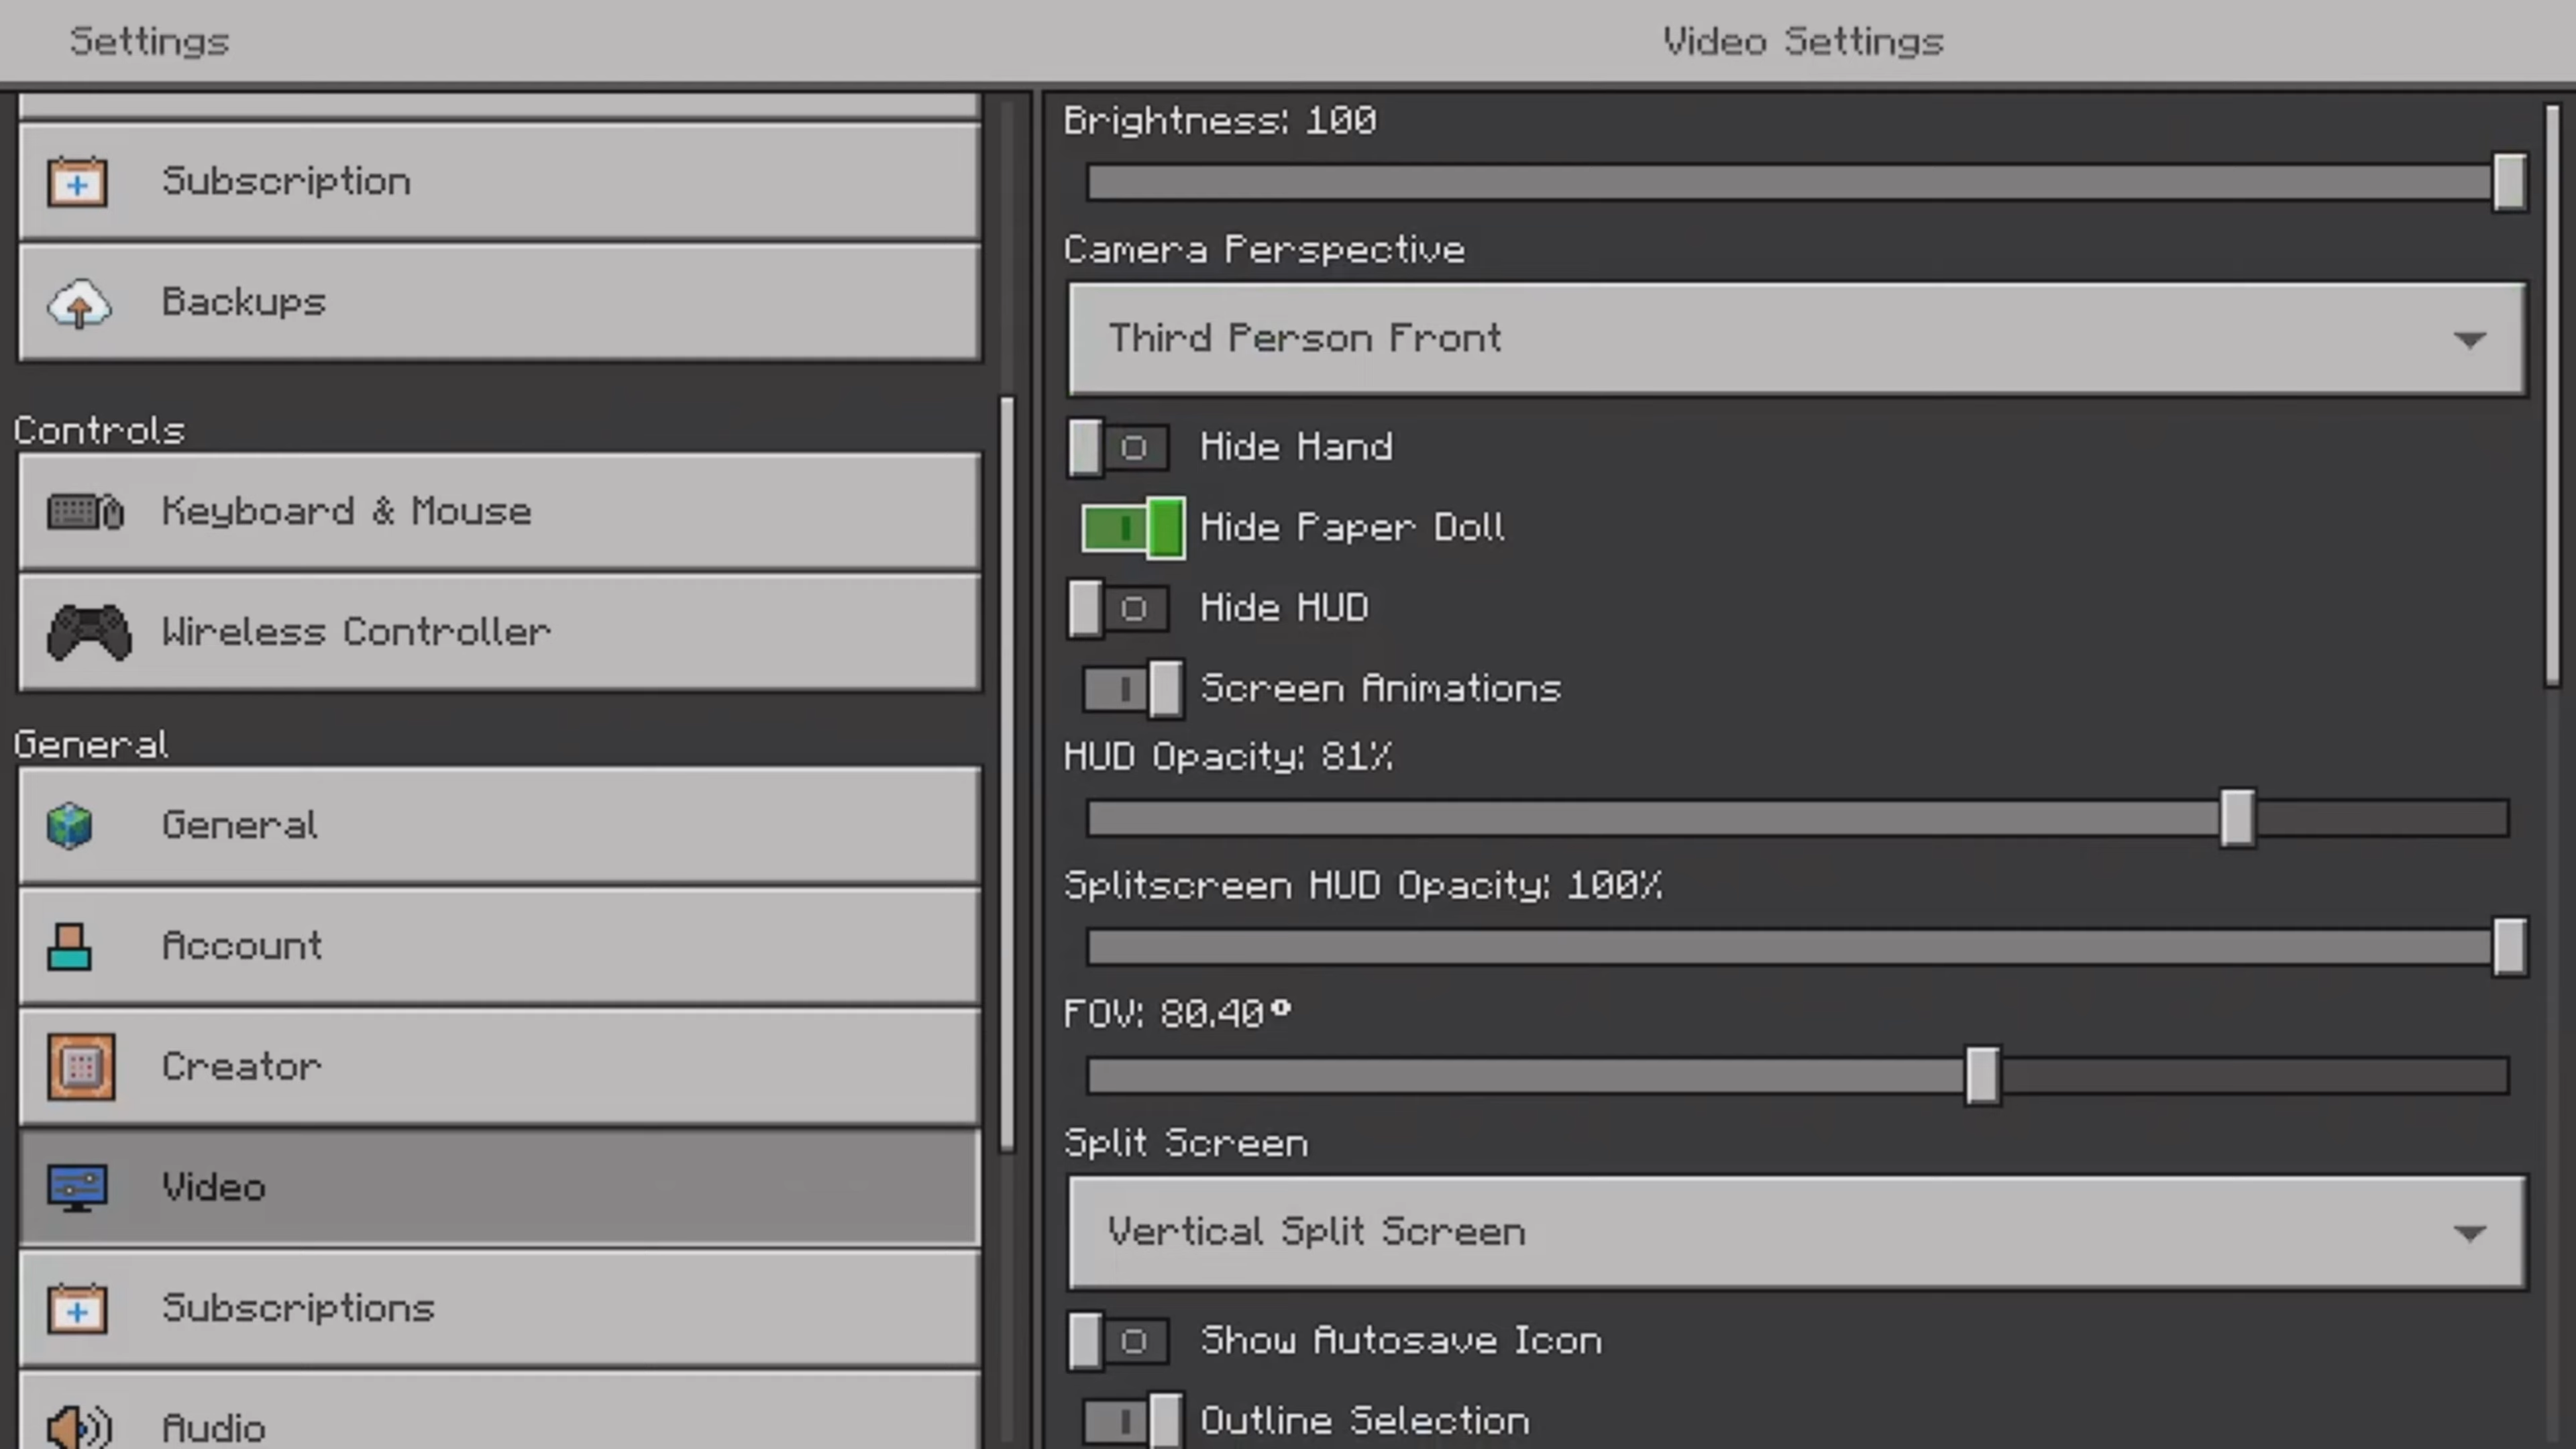 Settings
Video Settings
Subscription
Backups
Controls
Keyboard & Mouse
Wireless Controller
General
General
Account
Creator
Video
Subscriptions
Audio
Brightness: 100
Camera Perspective
Third Person Front
Hide Hand
Hide Paper Doll
Hide HUD
Screen Animations
HUD Opacity: 81%
Splitscreen HUD Opacity: 100%
FOV: 80.40°
Split Screen
Vertical Split Screen
Show Autosave Icon
Outline Selection